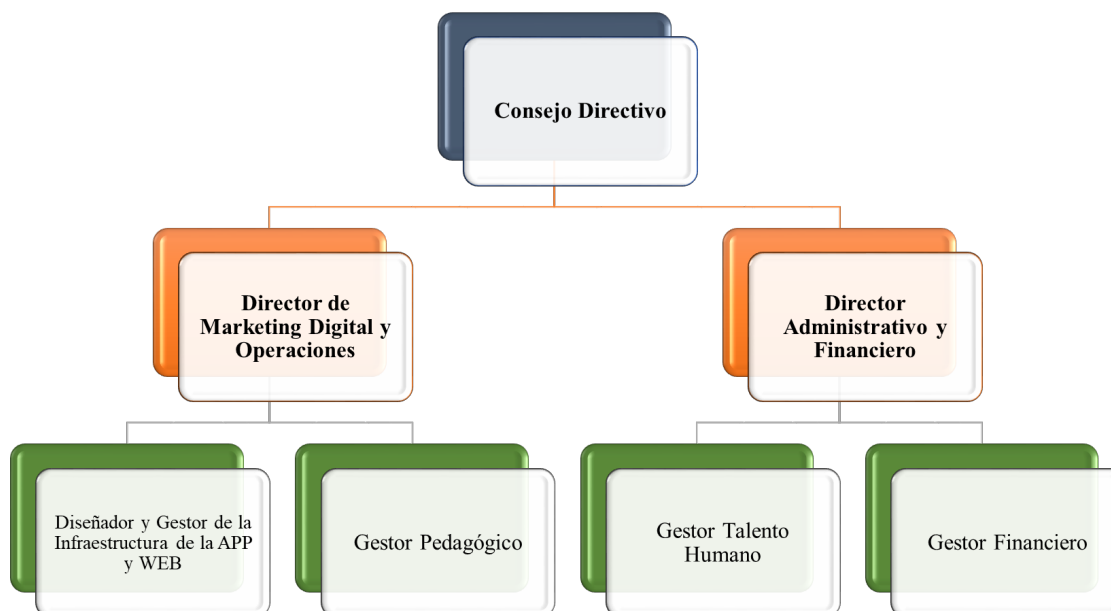 Consejo Directivo
Director de
Marketing Digital y
Operaciones
Director
Administrativo y
Financiero
Diseñador y Gestor de la
Infraestructura de la APP
y WEB
Gestor Pedagógico
Gestor Talento
Humano
Gestor Financiero